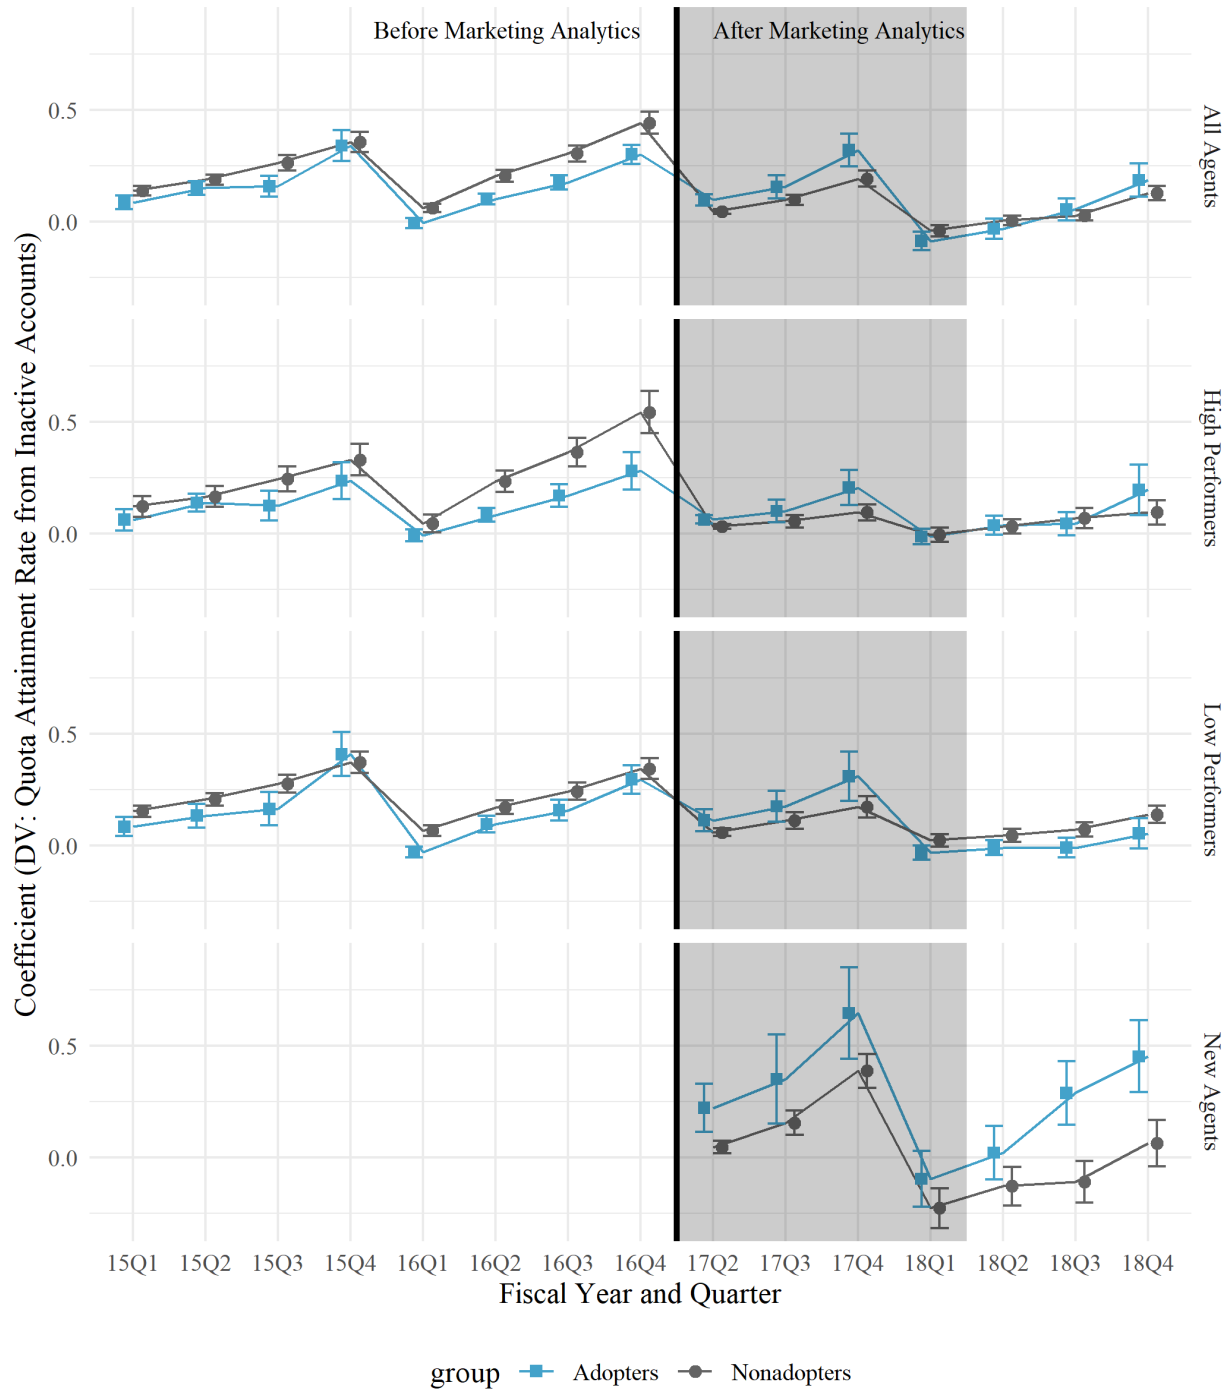 Before Marketing Analytics
After Marketing Analytics
Coefficient (DV: Quota Attainment Rate from Inactive Accounts)
0.5
0.0
All Agents
0.5
0.0
High Performers
0.5
0.0
Low Performers
0.5
0.0
New Agents
15Q1 15Q2 15Q3 15Q4 16Q1 16Q2 16Q3 16Q4 17Q2 17Q3 17Q4 18Q1 18Q2 18Q3 18Q4
Fiscal Year and Quarter
group Adopters Nonadopters